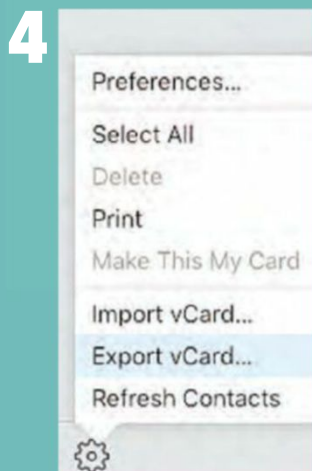 4
Preferences...
Select All
Delete
Print
Make This My Card
Import vCard...
Export vCard...
Refresh Contacts